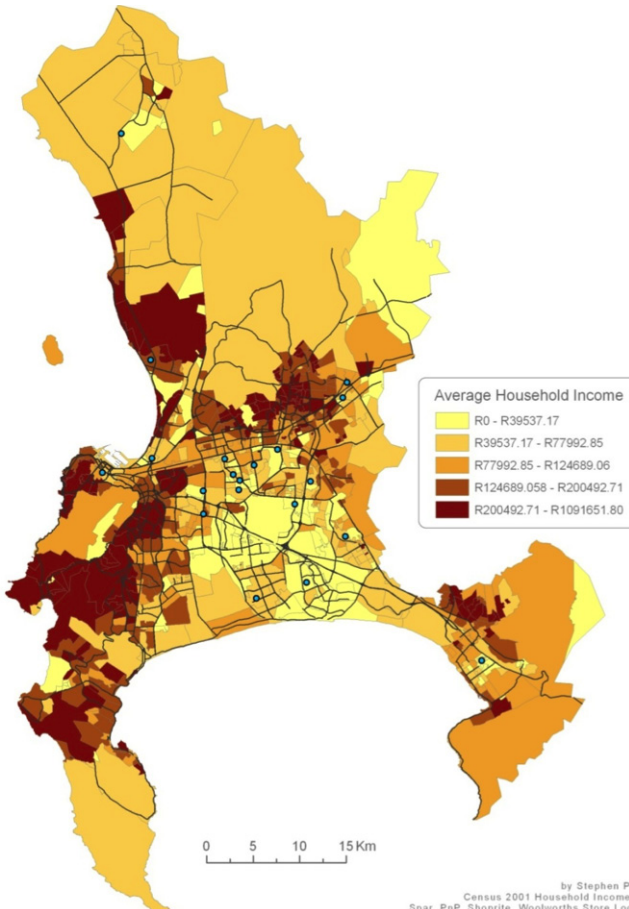 Average Household Income
R0 - R39537.17
R39537.17 - R77992.85
R77992.85 - R124689.06
R124689.058 - R200492.71
R200492.71 - R1091651.80
0 5 10 15 Km
by Stephen P
Census 2001 Household Income
Spar, PnP, Shoprite, Woolworths Store Loc